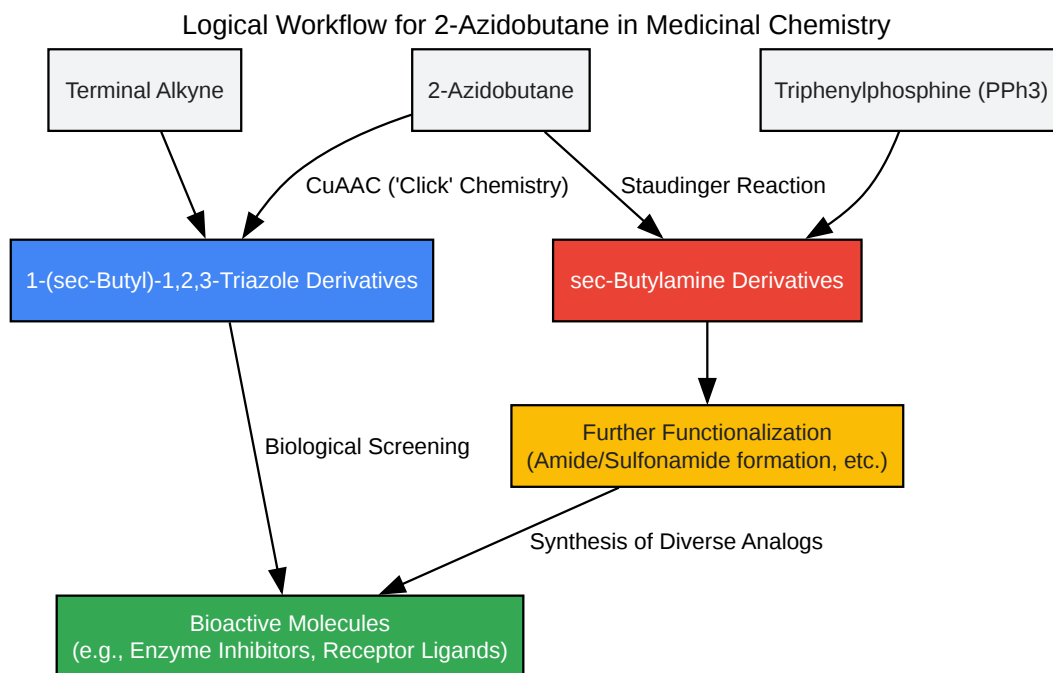 Logical Workflow for 2-Azidobutane in Medicinal Chemistry
Terminal Alkyne
2-Azidobutane
Triphenylphosphine (PPh3)
CuAAC ('Click' Chemistry)
Staudinger Reaction
1-(sec-Butyl)-1,2,3-Triazole Derivatives
sec-Butylamine Derivatives
Biological Screening
Further Functionalization
(Amide/Sulfonamide formation, etc.)
Synthesis of Diverse Analogs
Bioactive Molecules
(e.g., Enzyme Inhibitors, Receptor Ligands)